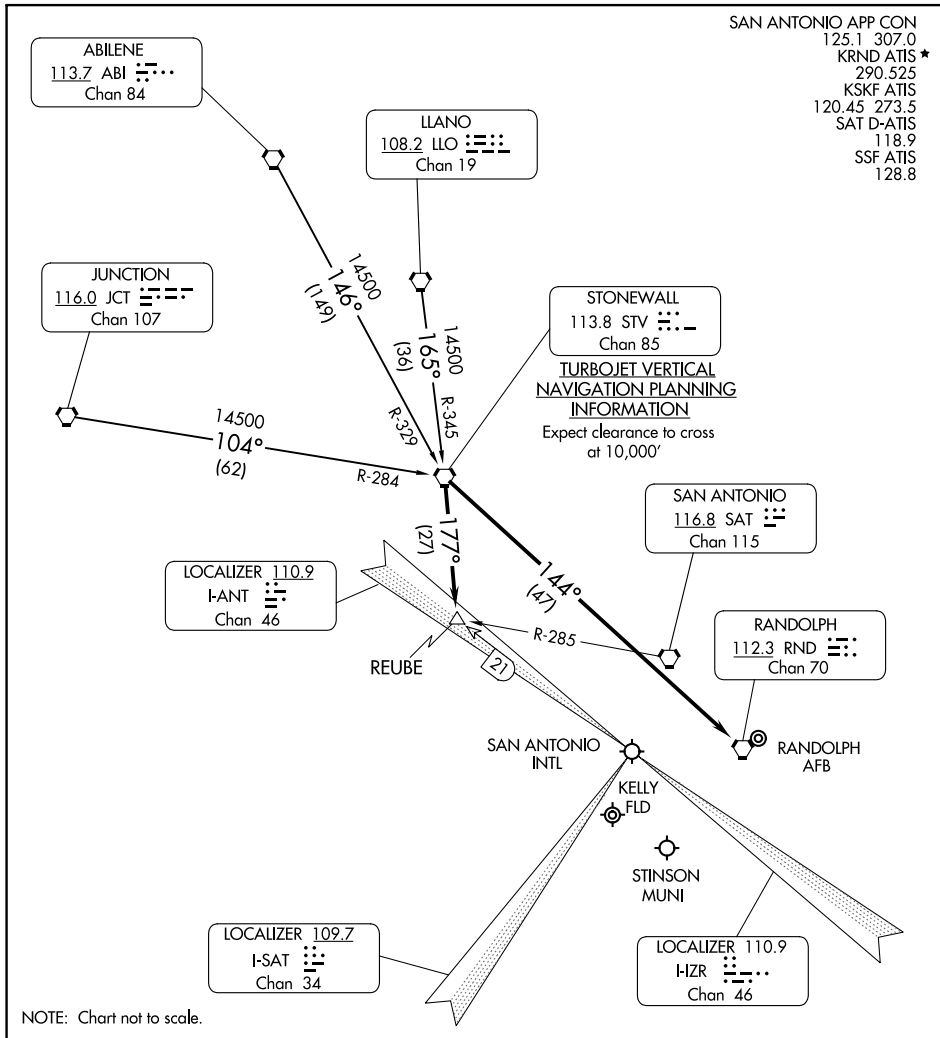 SAN ANTONIO APP CON
125.1 307.0
KRND ATIS ★
290.525
KSKF ATIS
120.45 273.5
SAT D-ATIS
118.9
SSF ATIS
128.8
ABILENE
113.7 ABI
Chan 84
LLANO
108.2 LLO
Chan 19
JUNCTION
116.0 JCT
Chan 107
STONEWALL
113.8 STV
Chan 85
TURBOJET VERTICAL
NAVIGATION PLANNING
INFORMATION
Expect clearance to cross
at 10,000'
14500
146°
(149)
R-329
14500
165°
(36)
R-345
14500
104°
(62)
R-284
177°
(27)
144°
(47)
SAN ANTONIO
116.8 SAT
Chan 115
LOCALIZER 110.9
I-ANT
Chan 46
R-285
REUBE
21
RANDOLPH
112.3 RND
Chan 70
SAN ANTONIO
INTL
RANDOLPH
AFB
KELLY
FLD
STINSON
MUNI
LOCALIZER 109.7
I-SAT
Chan 34
LOCALIZER 110.9
I-IZR
Chan 46
NOTE: Chart not to scale.